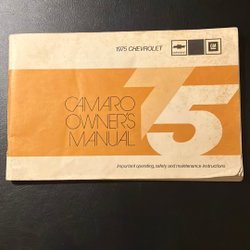 1975 CHEVROLET
GM
CAMARO
OWNER'S
MANUAL
75
Important operating, safety and maintenance instructions